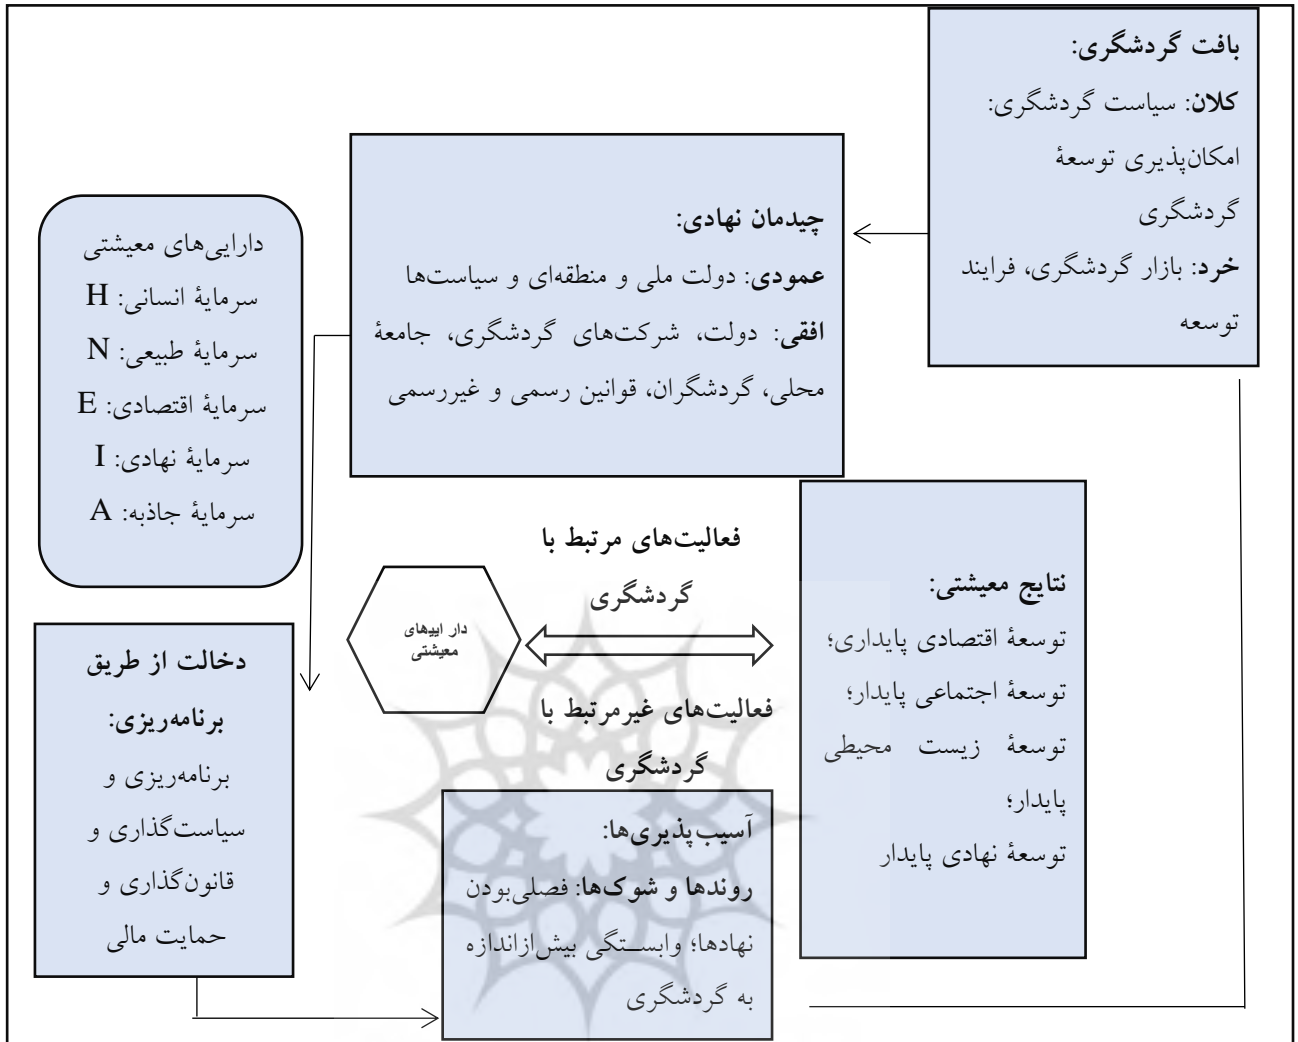 بافت گردشگری:
کلان: سیاست گردشگری:
امکان‌پذیری توسعهٔ
گردشگری
خرد: بازار گردشگری، فرایند
توسعه
چیدمان نهادی:
عمودی: دولت ملی و منطقه‌ای و سیاست‌ها
افقی: دولت، شرکت‌های گردشگری، جامعهٔ
محلی، گردشگران، قوانین رسمی و غیررسمی
دارایی‌های معیشتی
سرمایهٔ انسانی: H
سرمایهٔ طبیعی: N
سرمایهٔ اقتصادی: E
سرمایهٔ نهادی: I
سرمایهٔ جاذبه: A
فعالیت‌های مرتبط با
گردشگری
دار اییهای
معیشتی
فعالیت‌های غیرمرتبط با
گردشگری
نتایج معیشتی:
توسعهٔ اقتصادی پایداری؛
توسعهٔ اجتماعی پایدار؛
توسعهٔ زیست محیطی
پایدار؛
توسعهٔ نهادی پایدار
دخالت از طریق
برنامه‌ریزی:
برنامه‌ریزی و
سیاست‌گذاری و
قانون‌گذاری و
حمایت مالی
آسیب‌پذیری‌ها:
روندها و شوک‌ها: فصلی‌بودن
نهادها؛ وابستگی بیش‌ازاندازه
به گردشگری